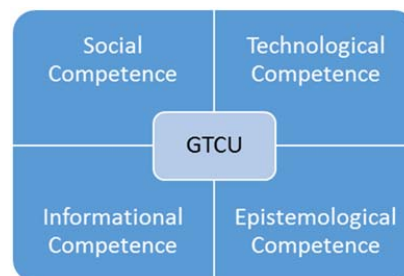 Social
Competence
Technological
Competence
GTCU
Informational
Competence
Epistemological
Competence